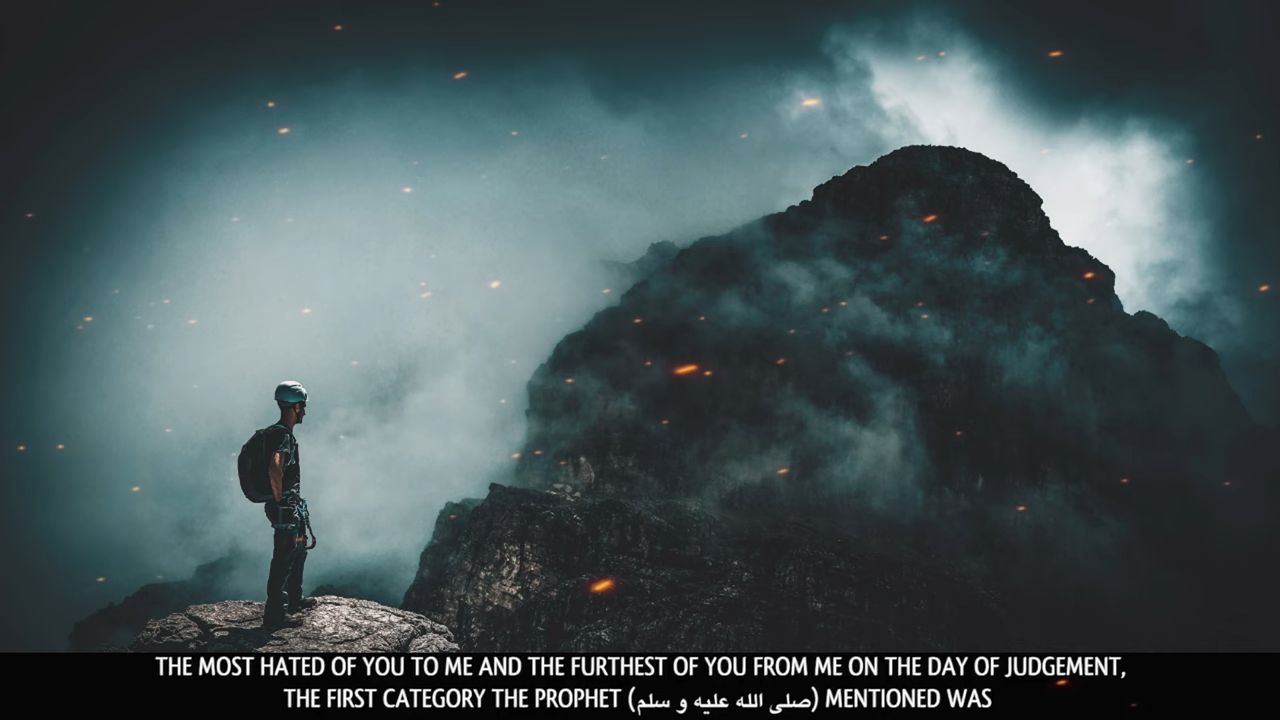 THE MOST HATED OF YOU TO ME AND THE FURTHEST OF YOU FROM ME ON THE DAY OF JUDGEMENT,
THE FIRST CATEGORY THE PROPHET (صلى الله عليه و سلم) MENTIONED WAS